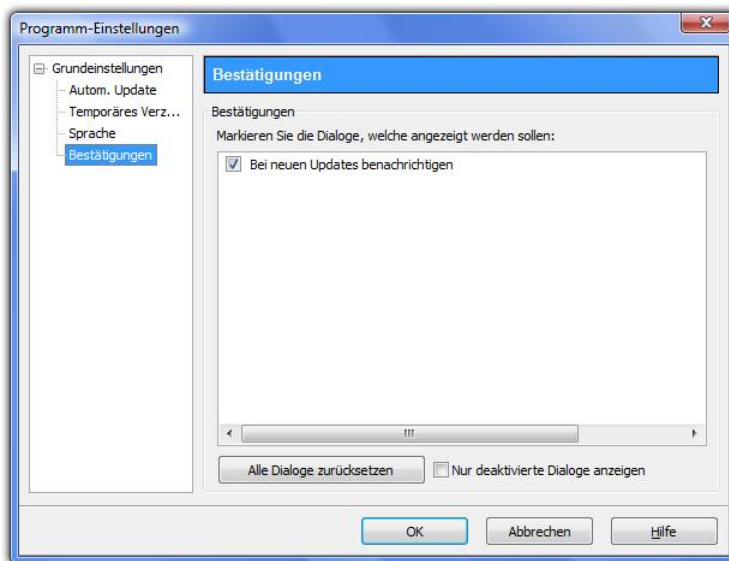 Programm-Einstellungen
Grundeinstellungen
Autom. Update
Temporäres Verz...
Sprache
Bestätigungen
Bestätigungen
Bestätigungen
Markieren Sie die Dialoge, welche angezeigt werden sollen:
Bei neuen Updates benachrichtigen
Alle Dialoge zurücksetzen
Nur deaktivierte Dialoge anzeigen
OK
Abbrechen
Hilfe